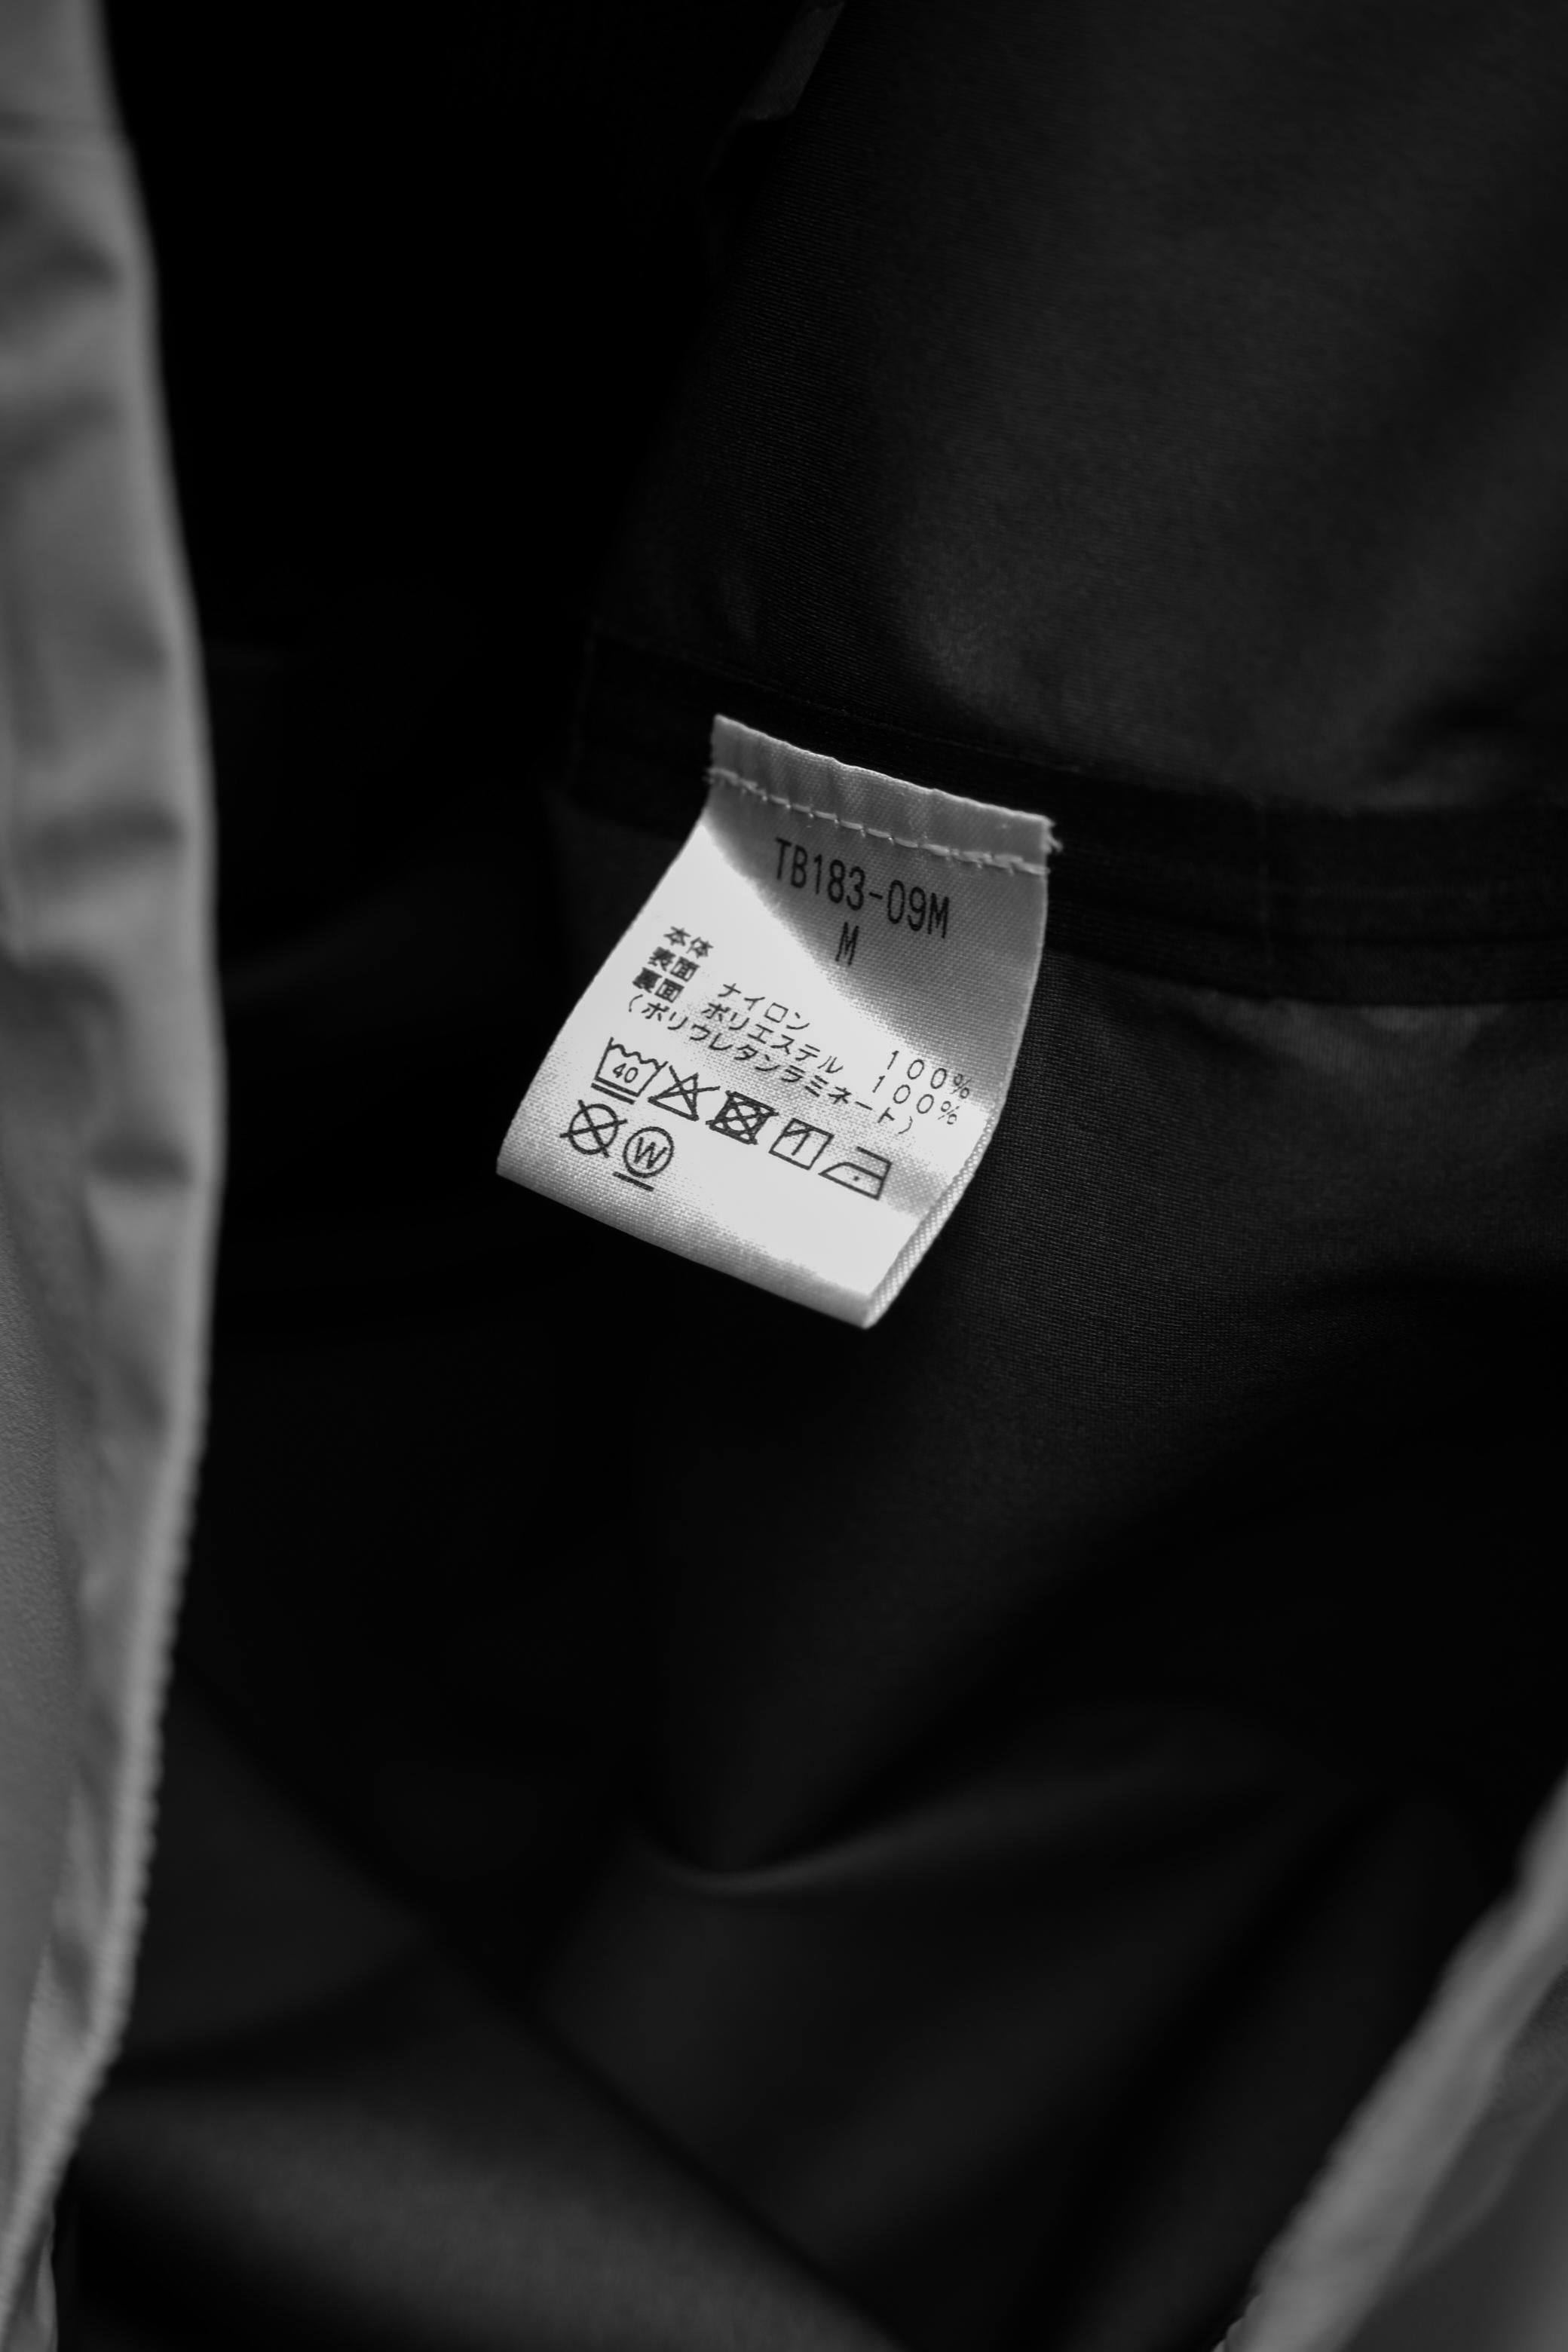 TB183-09M
M
本体
表面 ナイロン 100%
裏面 ポリエステル 100%
(ポリウレタンラミネート)
40
W